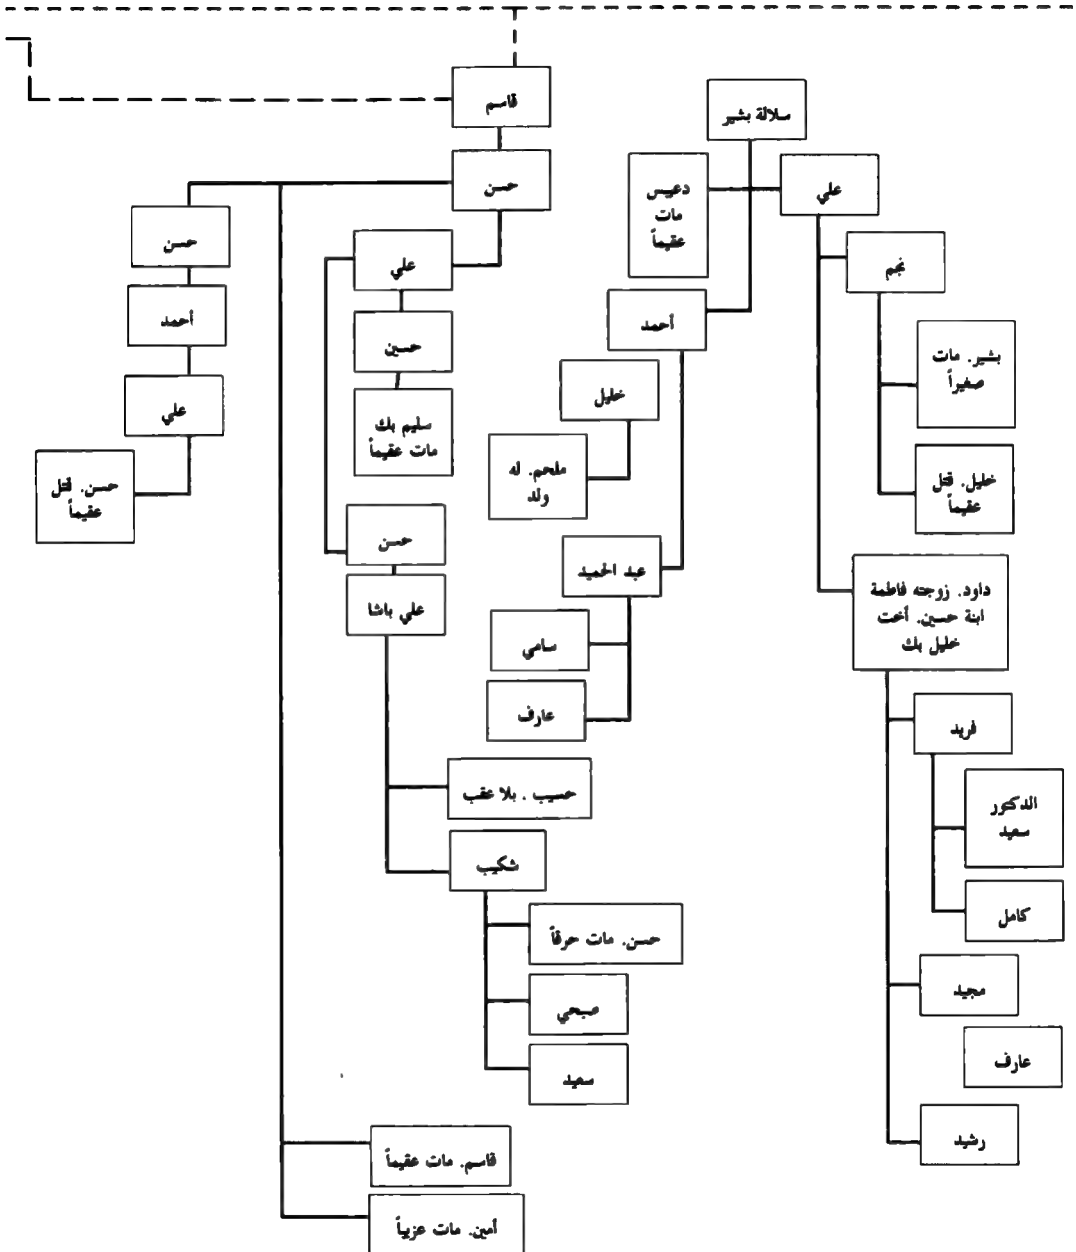 سلالة بشير
علي
دعيبس
مات
عقيماً
نجم
بشير. مات
صغيراً
خليل. قتل
عقيماً
داود. زوجته فاطمة
ابنة حسين. أخت
خليل بك
فريد
الدكتور
سعيد
كامل
مجيد
عارف
رشيد
أحمد
خليل
ملحم. له
ولد
عبد الحميد
سامي
عارف
قاسم
حسن
علي
حسين
سليم بك
مات عقيماً
حسن
علي باشا
حسيب . بلا عقب
شكيب
حسن. مات حرقاً
صبحي
سعيد
حسن
أحمد
علي
حسن. قتل
عقيماً
قاسم. مات عقيماً
أمين. مات عزيباً